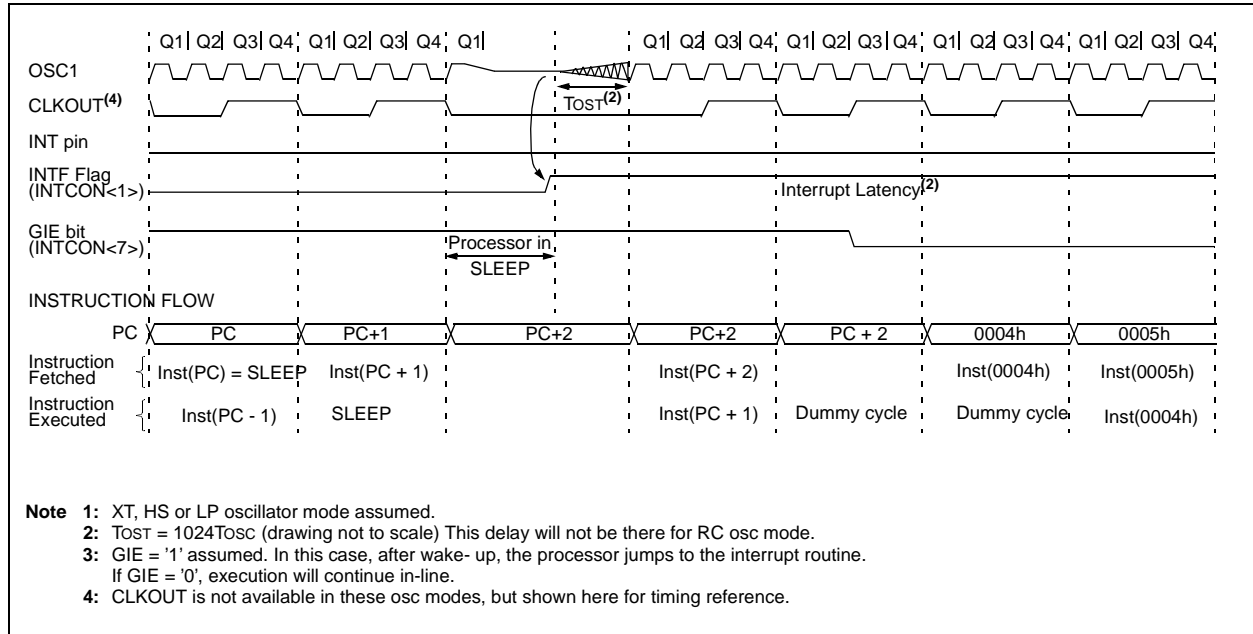 Q1 Q2 Q3 Q4 Q1 Q2 Q3 Q4 Q1 Q1 Q2 Q3 Q4 Q1 Q2 Q3 Q4 Q1 Q2 Q3 Q4 Q1 Q2 Q3 Q4
OSC1
CLKOUT(4)
TOST(2)
INT pin
INTF Flag
(INTCON<1>)
Interrupt Latency(2)
GIE bit
(INTCON<7>)
Processor in
SLEEP
INSTRUCTION FLOW
PC PC PC+1 PC+2 PC+2 PC + 2 0004h 0005h
Instruction
Fetched
Inst(PC) = SLEEP Inst(PC + 1) Inst(PC + 2) Inst(0004h) Inst(0005h)
Instruction
Executed
Inst(PC - 1) SLEEP Inst(PC + 1) Dummy cycle Dummy cycle Inst(0004h)
Note 1: XT, HS or LP oscillator mode assumed.
2: TOST = 1024TOSC (drawing not to scale) This delay will not be there for RC osc mode.
3: GIE = '1' assumed. In this case, after wake- up, the processor jumps to the interrupt routine.
If GIE = '0', execution will continue in-line.
4: CLKOUT is not available in these osc modes, but shown here for timing reference.